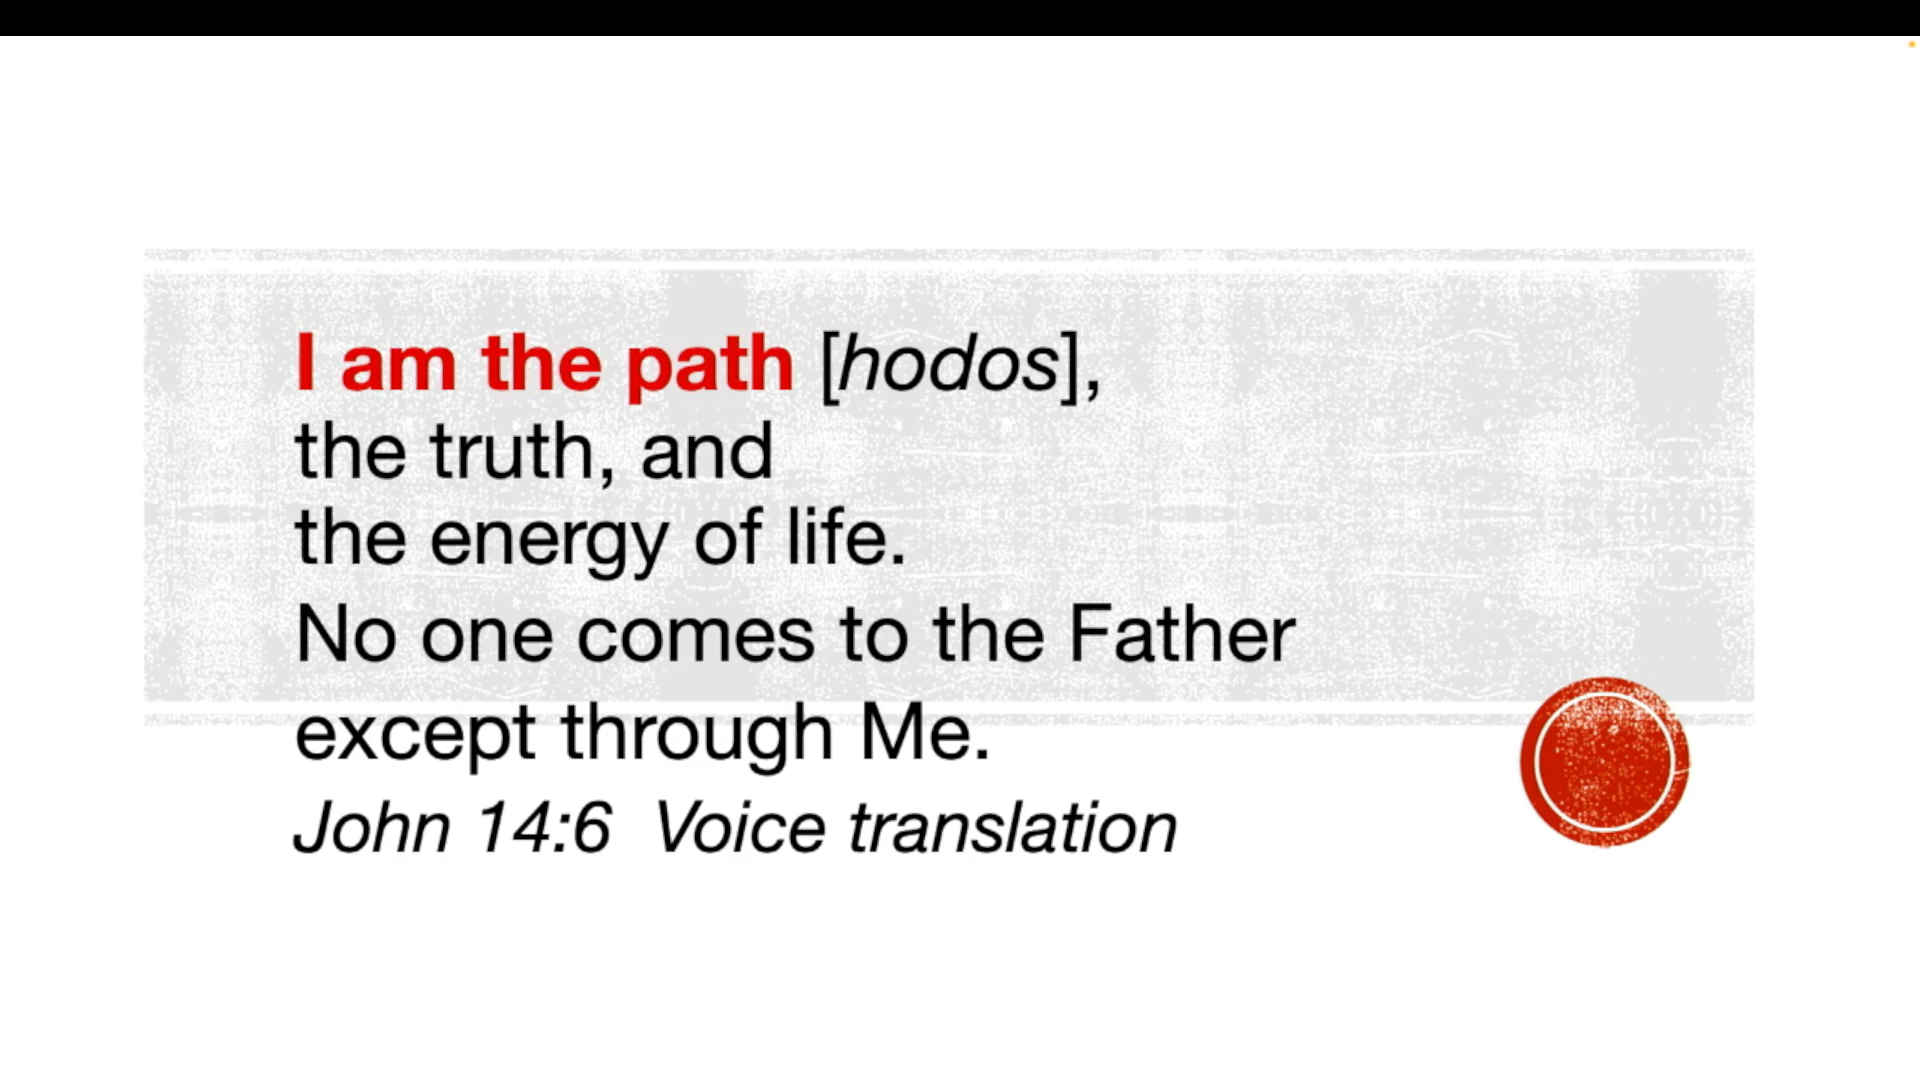 I am the path [hodos],
the truth, and
the energy of life.
No one comes to the Father
except through Me.
John 14:6 Voice translation